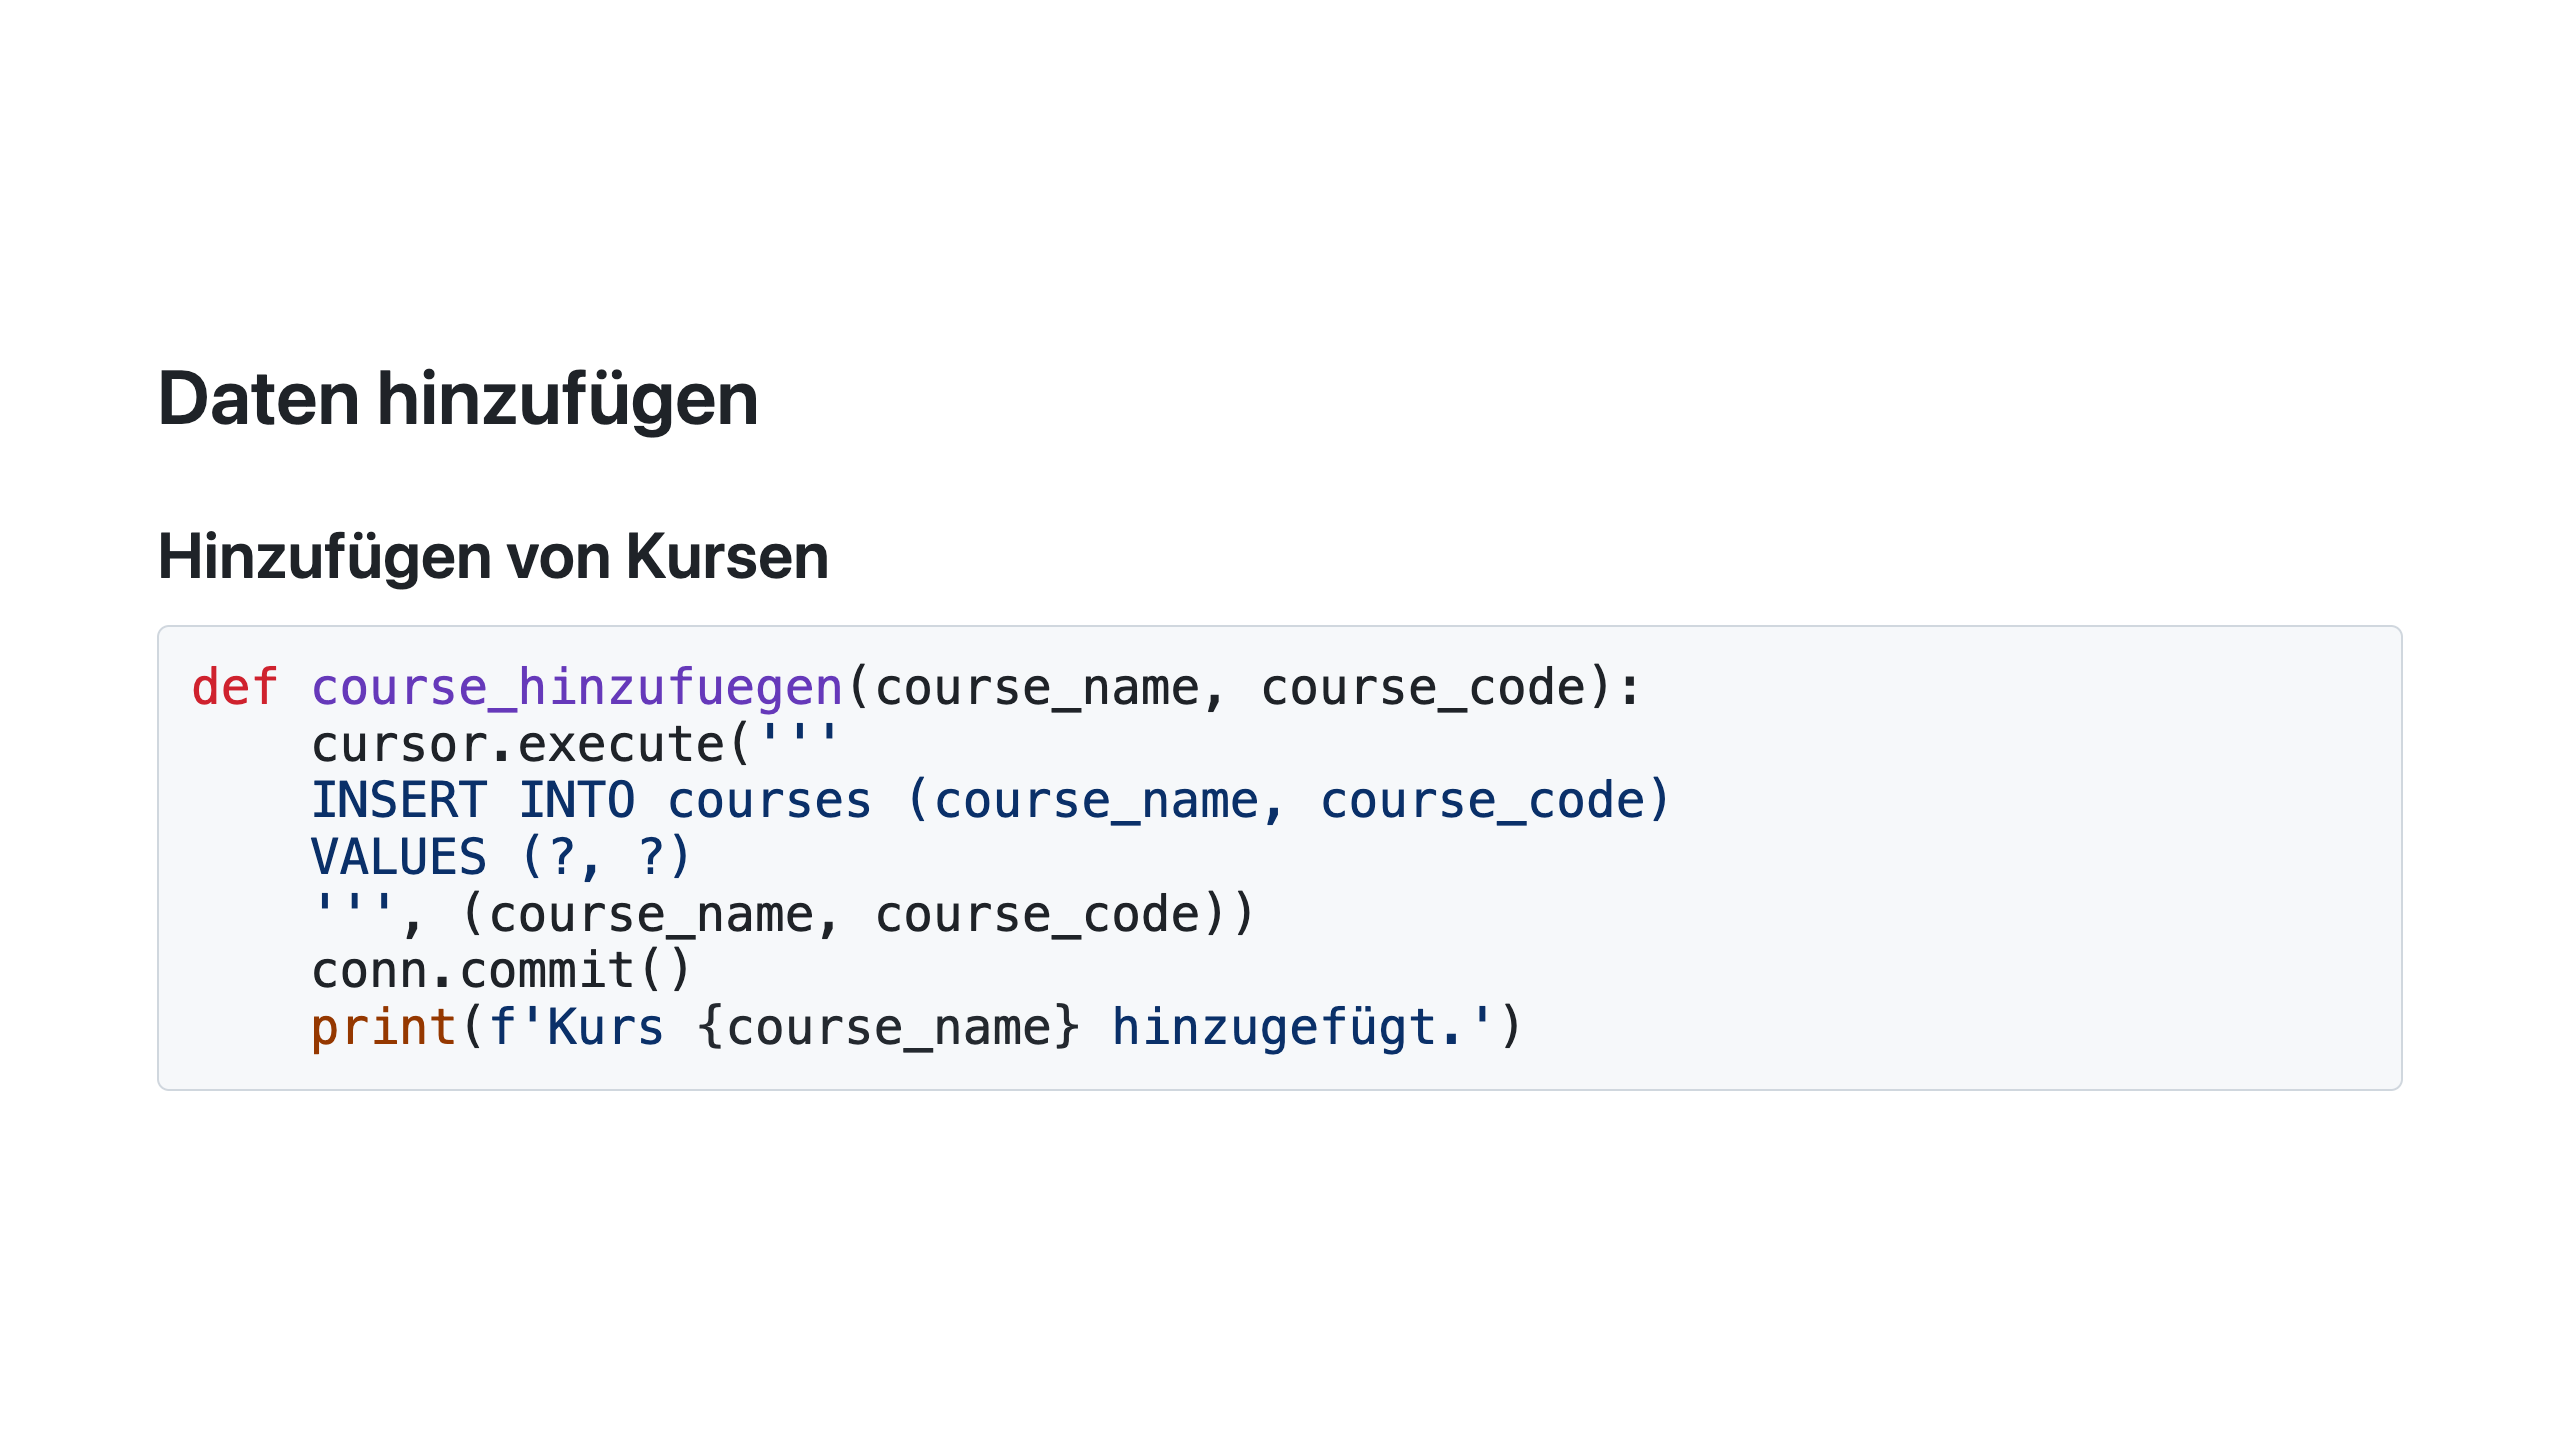 Daten hinzufügen
Hinzufügen von Kursen
def course_hinzufuegen(course_name, course_code):
    cursor.execute('''
    INSERT INTO courses (course_name, course_code)
    VALUES (?, ?)
    ''', (course_name, course_code))
    conn.commit()
    print(f'Kurs {course_name} hinzugefügt.')